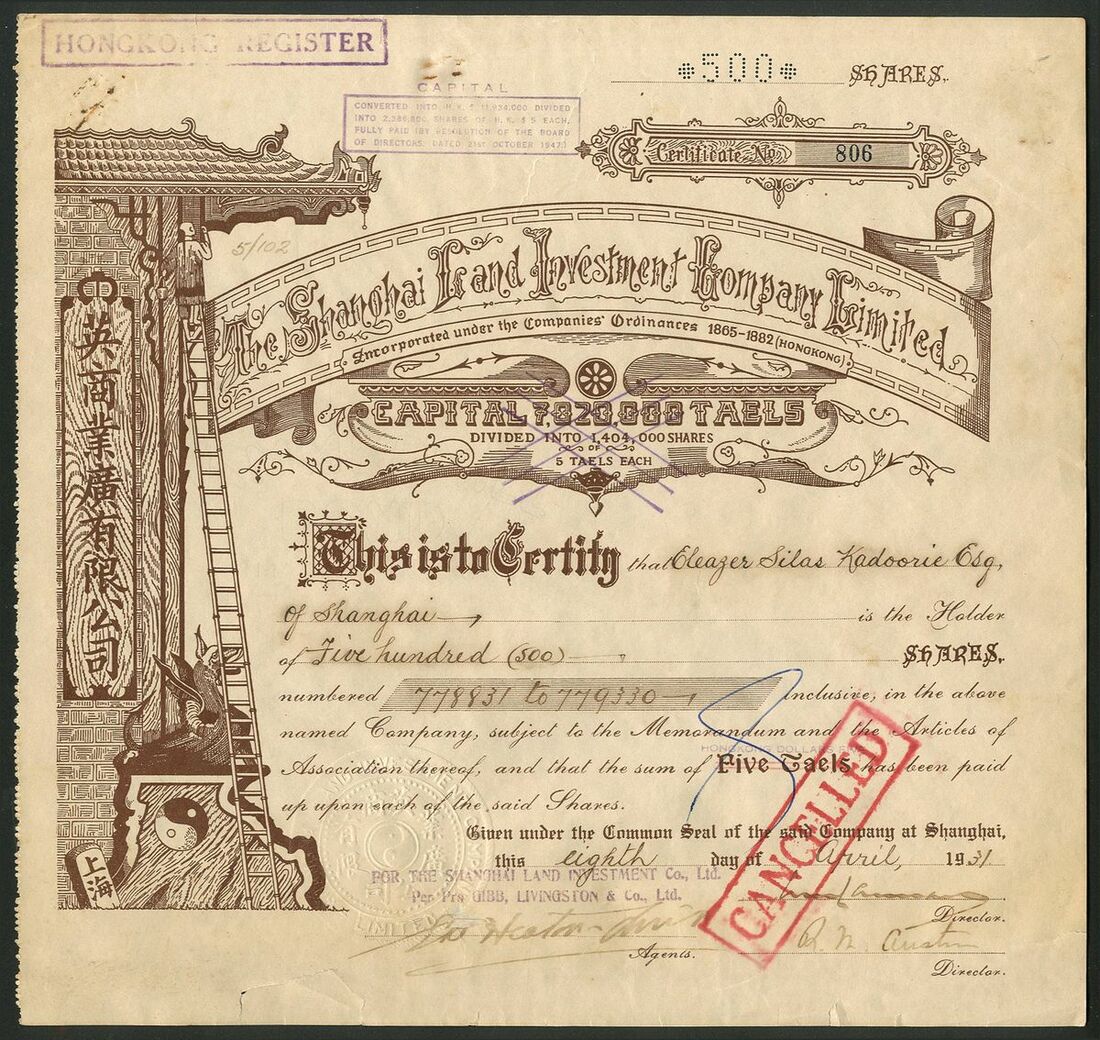 HONGKONG REGISTER
*500* SHARES.
CAPITAL
CONVERTED INTO H.K. $ 11,934,000 DIVIDED
INTO 2,386,800 SHARES OF H.K. $ 5 EACH,
FULLY PAID (BY RESOLUTION OF THE BOARD
OF DIRECTORS DATED 21ST OCTOBER 1947)
Certificate No. 806
5/102
The Shanghai Land Investment Company Limited.
Incorporated under the Companies' Ordinances 1865-1882 (HONGKONG)
CAPITAL 7,020,000 TAELS
DIVIDED INTO 1,404,000 SHARES
OF
5 TAELS EACH
英商業廣有限公司
This is to Certify that Eleazer Silas Kadoorie Esq,
of Shanghai is the Holder
of Five hundred (500) SHARES.
numbered 778831 to 779330 Inclusive, in the above
named Company, subject to the Memorandum and the Articles of
HONGKONG DOLLARS
Association thereof, and that the sum of Five Taels has been paid
up upon each of the said Shares.
Given under the Common Seal of the said Company at Shanghai,
this eighth day of April, 1931
CANCELLED
上海
FOR THE SHANGHAI LAND INVESTMENT Co., Ltd.
Per Pro GIBB, LIVINGSTON & Co., Ltd.
LIMITED
Director.
R. N. Austin
Agents.
Director.